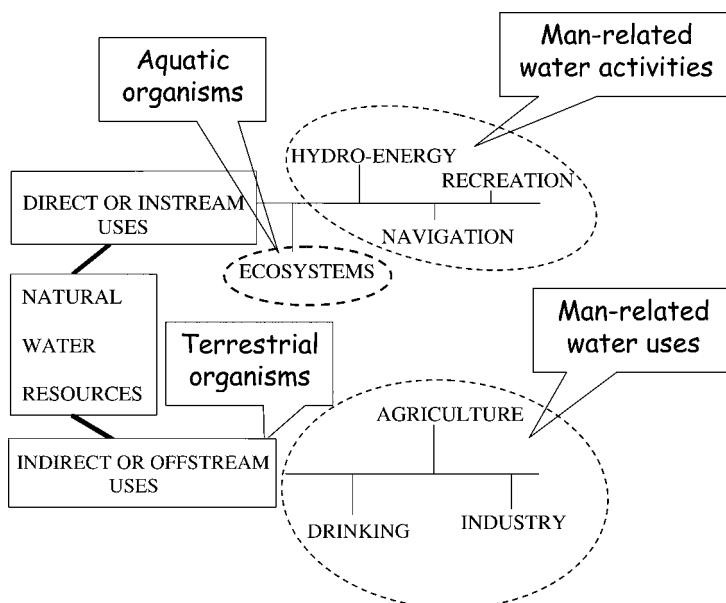 Man-related
water activities
Aquatic
organisms
HYDRO-ENERGY
RECREATION
DIRECT OR INSTREAM
USES
NAVIGATION
ECOSYSTEMS
NATURAL
WATER
RESOURCES
Man-related
water uses
Terrestrial
organisms
AGRICULTURE
INDIRECT OR OFFSTREAM
USES
DRINKING
INDUSTRY